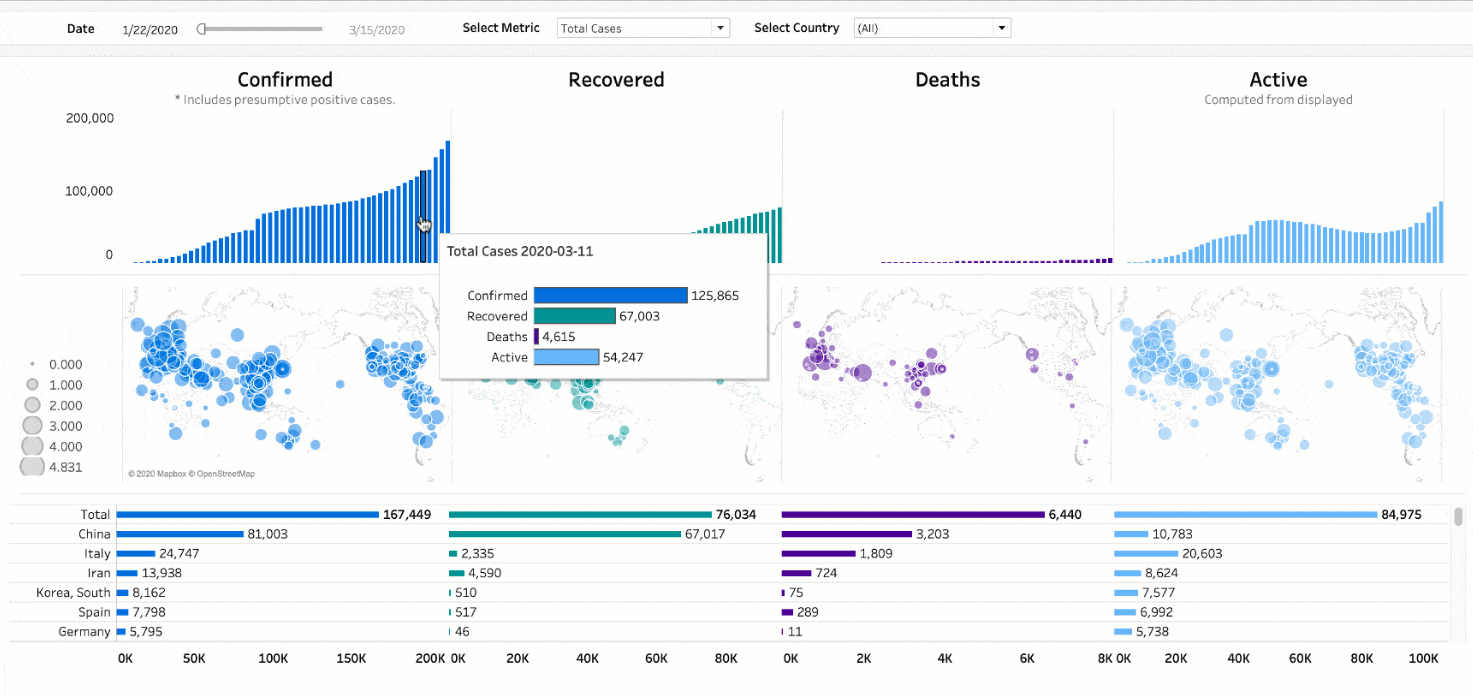 Date 1/22/2020 3/15/2020 Select Metric Total Cases Select Country (All)
Confirmed Recovered Deaths Active
* Includes presumptive positive cases. Computed from displayed
200,000
100,000
0
Total Cases 2020-03-11
Confirmed 125,865
Recovered 67,003
Deaths 4,615
Active 54,247
0.000
1.000
2.000
3.000
4.000
4.831
© 2020 Mapbox © OpenStreetMap
Total 167,449 76,034 6,440 84,975
China 81,003 67,017 3,203 10,783
Italy 24,747 2,335 1,809 20,603
Iran 13,938 4,590 724 8,624
Korea, South 8,162 510 75 7,577
Spain 7,798 517 289 6,992
Germany 5,795 46 11 5,738
0K 50K 100K 150K 200K 0K 20K 40K 60K 80K 0K 2K 4K 6K 8K 0K 20K 40K 60K 80K 100K